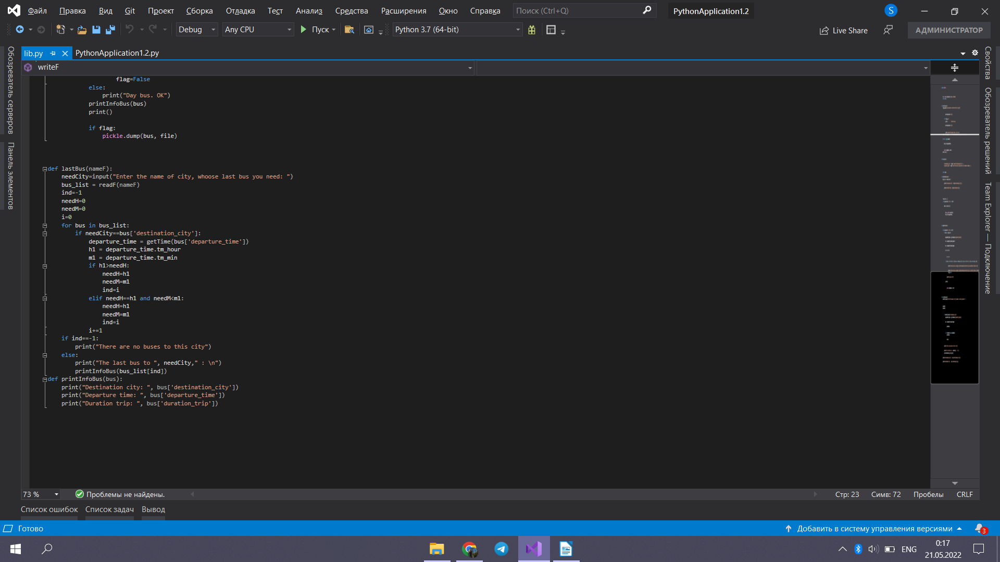 Файл Правка Вид Git Проект Сборка Отладка Тест Анализ Средства Расширения Окно Справка Поиск (Ctrl+Q) PythonApplication1.2 S
Debug Any CPU Пуск Python 3.7 (64-bit) Live Share АДМИНИСТРАТОР
Обозреватель серверов
Панель элементов
lib.py PythonApplication1.2.py
writeF
flag=False
else:
print("Day bus. OK")
printInfoBus(bus)
print()
if flag:
pickle.dump(bus, file)
def lastBus(nameF):
needCity=input("Enter the name of city, whoose last bus you need: ")
bus_list = readF(nameF)
ind=-1
needH=0
needM=0
i=0
for bus in bus_list:
if needCity==bus['destination_city']:
departure_time = getTime(bus['departure_time'])
h1 = departure_time.tm_hour
m1 = departure_time.tm_min
if h1>needH:
needH=h1
needM=m1
ind=i
elif needH==h1 and needM<m1:
needH=h1
needM=m1
ind=i
i+=1
if ind==-1:
print("There are no buses to this city")
else:
print("The last bus to ", needCity," : \n")
printInfoBus(bus_list[ind])
def printInfoBus(bus):
print("Destination city: ", bus['destination_city'])
print("Departure time: ", bus['departure_time'])
print("Duration trip: ", bus['duration_trip'])
Свойства
Обозреватель решений
Team Explorer — Подключение
73 % Проблемы не найдены. Стр: 23 Симв: 72 Пробелы CRLF
Список ошибок Список задач Вывод
Готово Добавить в систему управления версиями 3
ENG 0:17
21.05.2022